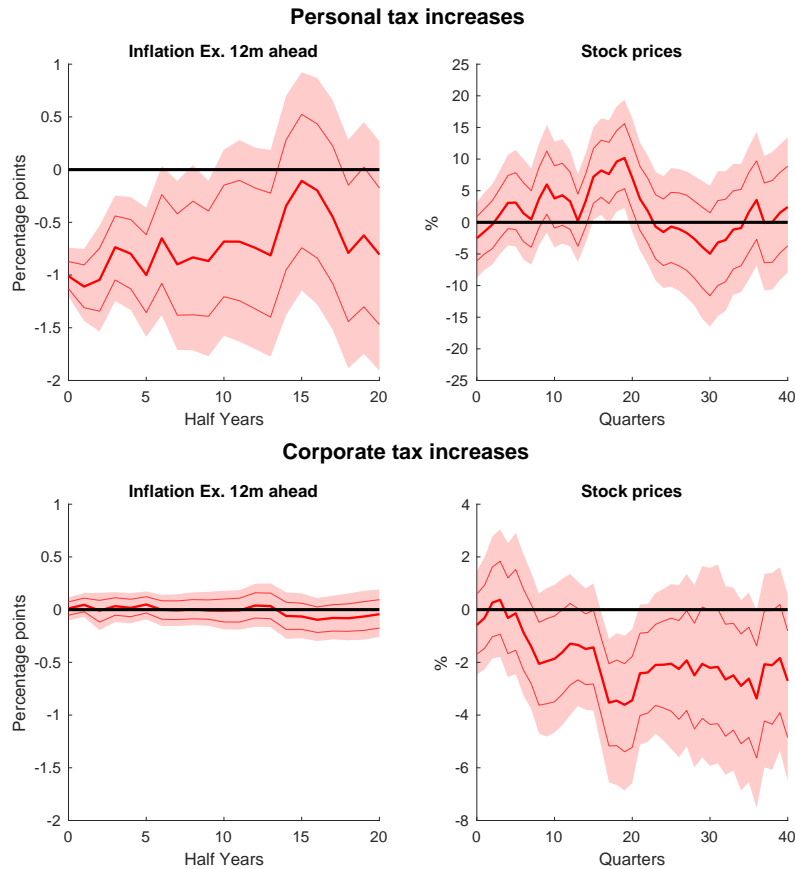 Personal tax increases
Inflation Ex. 12m ahead
Stock prices
1
0.5
0
-0.5
-1
-1.5
-2
Percentage points
0 5 10 15 20
Half Years
25
20
15
10
5
0
-5
-10
-15
-20
-25
%
0 10 20 30 40
Quarters
Corporate tax increases
Inflation Ex. 12m ahead
Stock prices
1
0.5
0
-0.5
-1
-1.5
-2
Percentage points
0 5 10 15 20
Half Years
4
2
0
-2
-4
-6
-8
%
0 10 20 30 40
Quarters